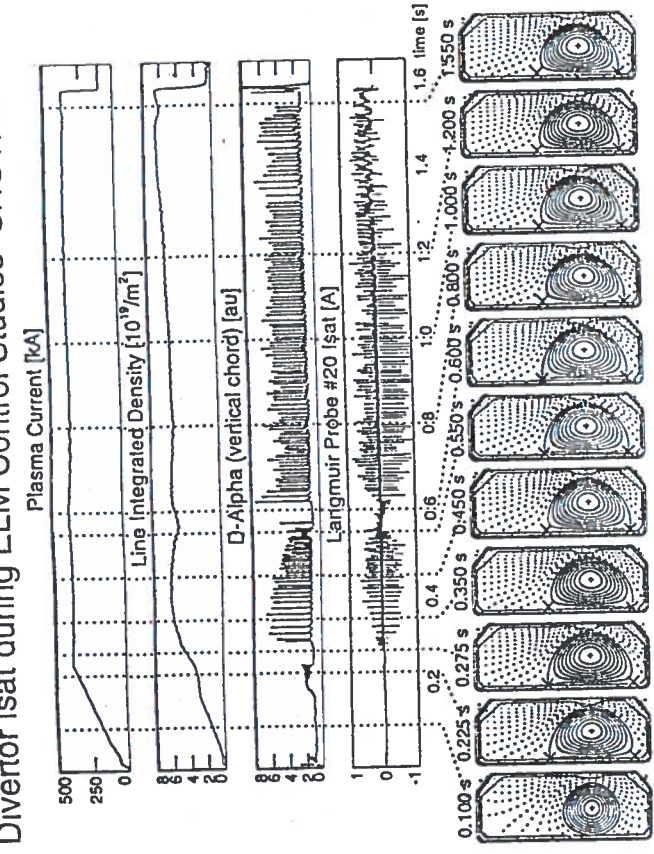 Divertor Isat during ELM Control Studies
Plasma Current [kA]
500
250
0
Line Integrated Density [10^19/m^2]
8
6
4
2
0
D-Alpha (vertical chord) [au]
8
6
4
2
0
Langmuir Probe #20 Isat [A]
1
0
-1
0.2 0.4 0.6 0.8 1.0 1.2 1.4 1.6 time [s]
0.100 s 0.225 s 0.275 s 0.350 s 0.450 s 0.550 s 0.600 s 0.800 s 1.000 s 1.200 s 1.550 s